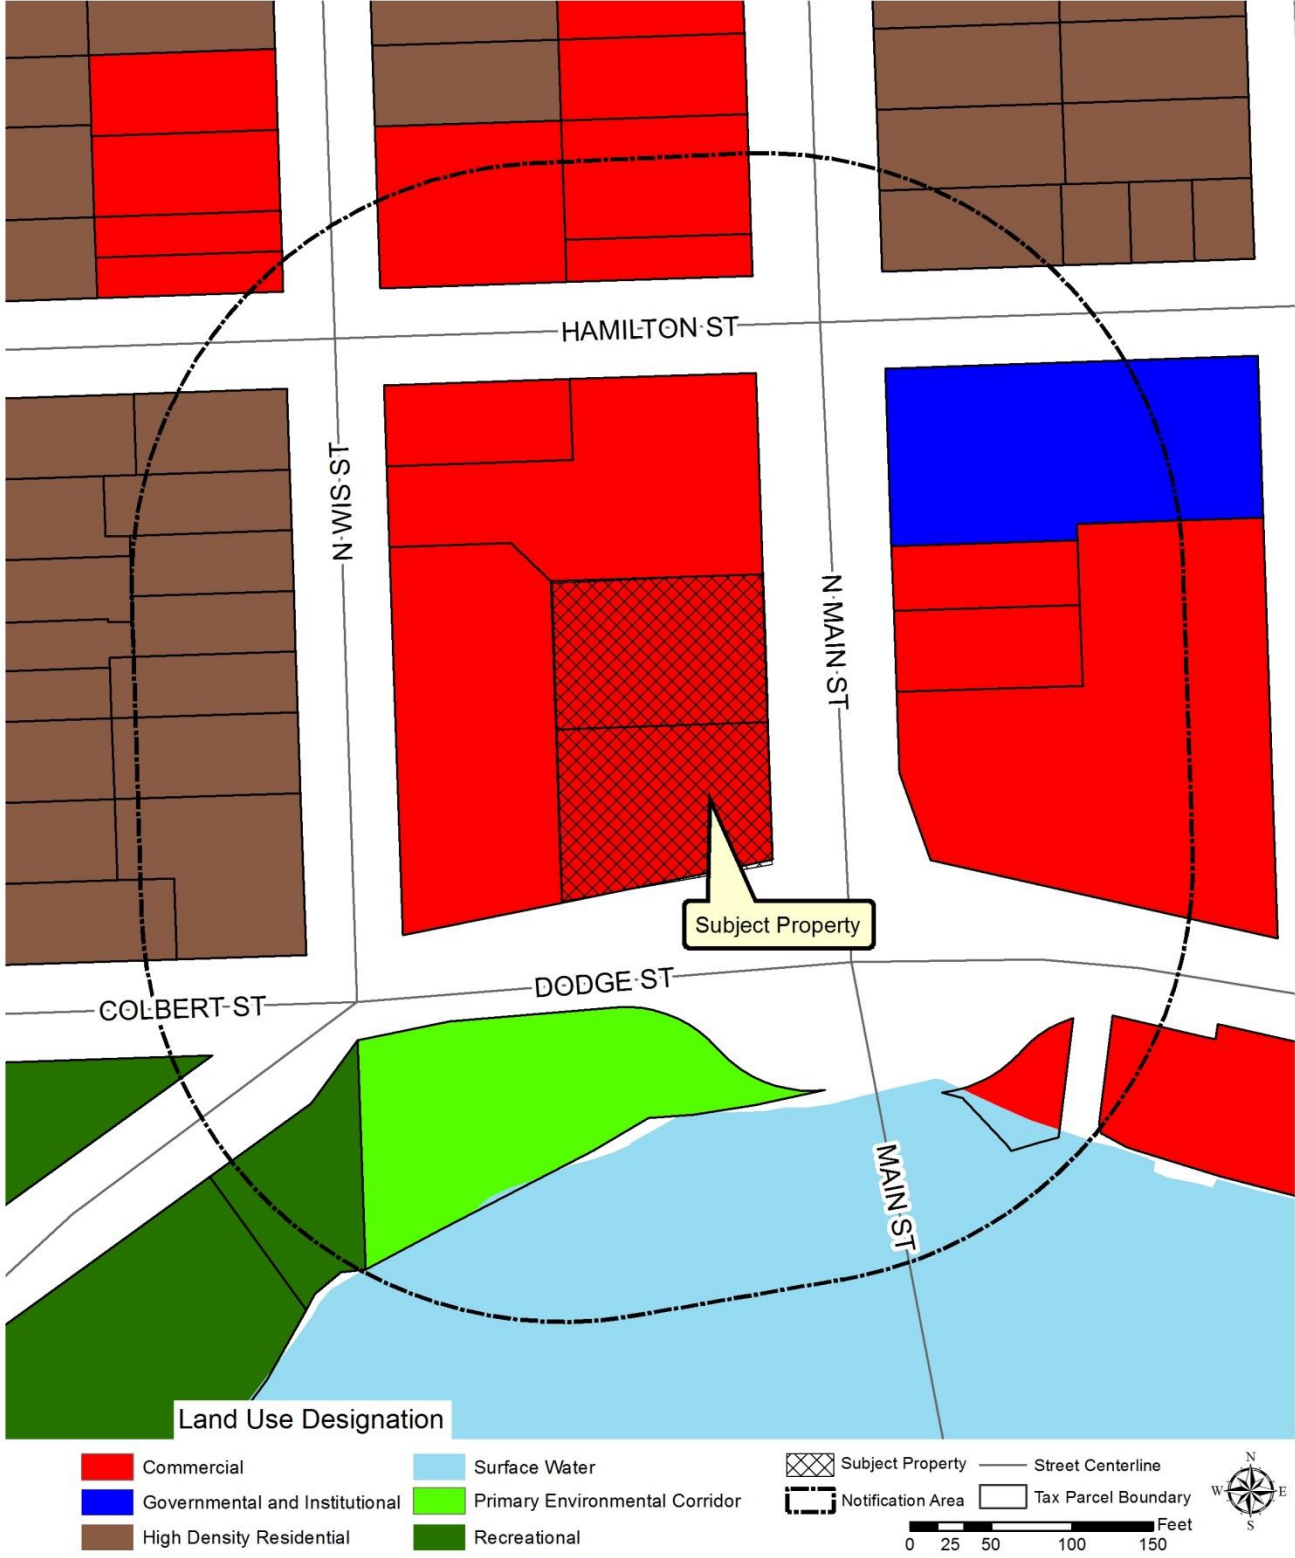 HAMILTON ST
N WIS ST
N MAIN ST
Subject Property
DODGE ST
COLBERT ST
MAIN ST
Land Use Designation
Commercial
Governmental and Institutional
High Density Residential
Surface Water
Primary Environmental Corridor
Recreational
Subject Property
Notification Area
Street Centerline
Tax Parcel Boundary
Feet
0 25 50 100 150
N
W E
S